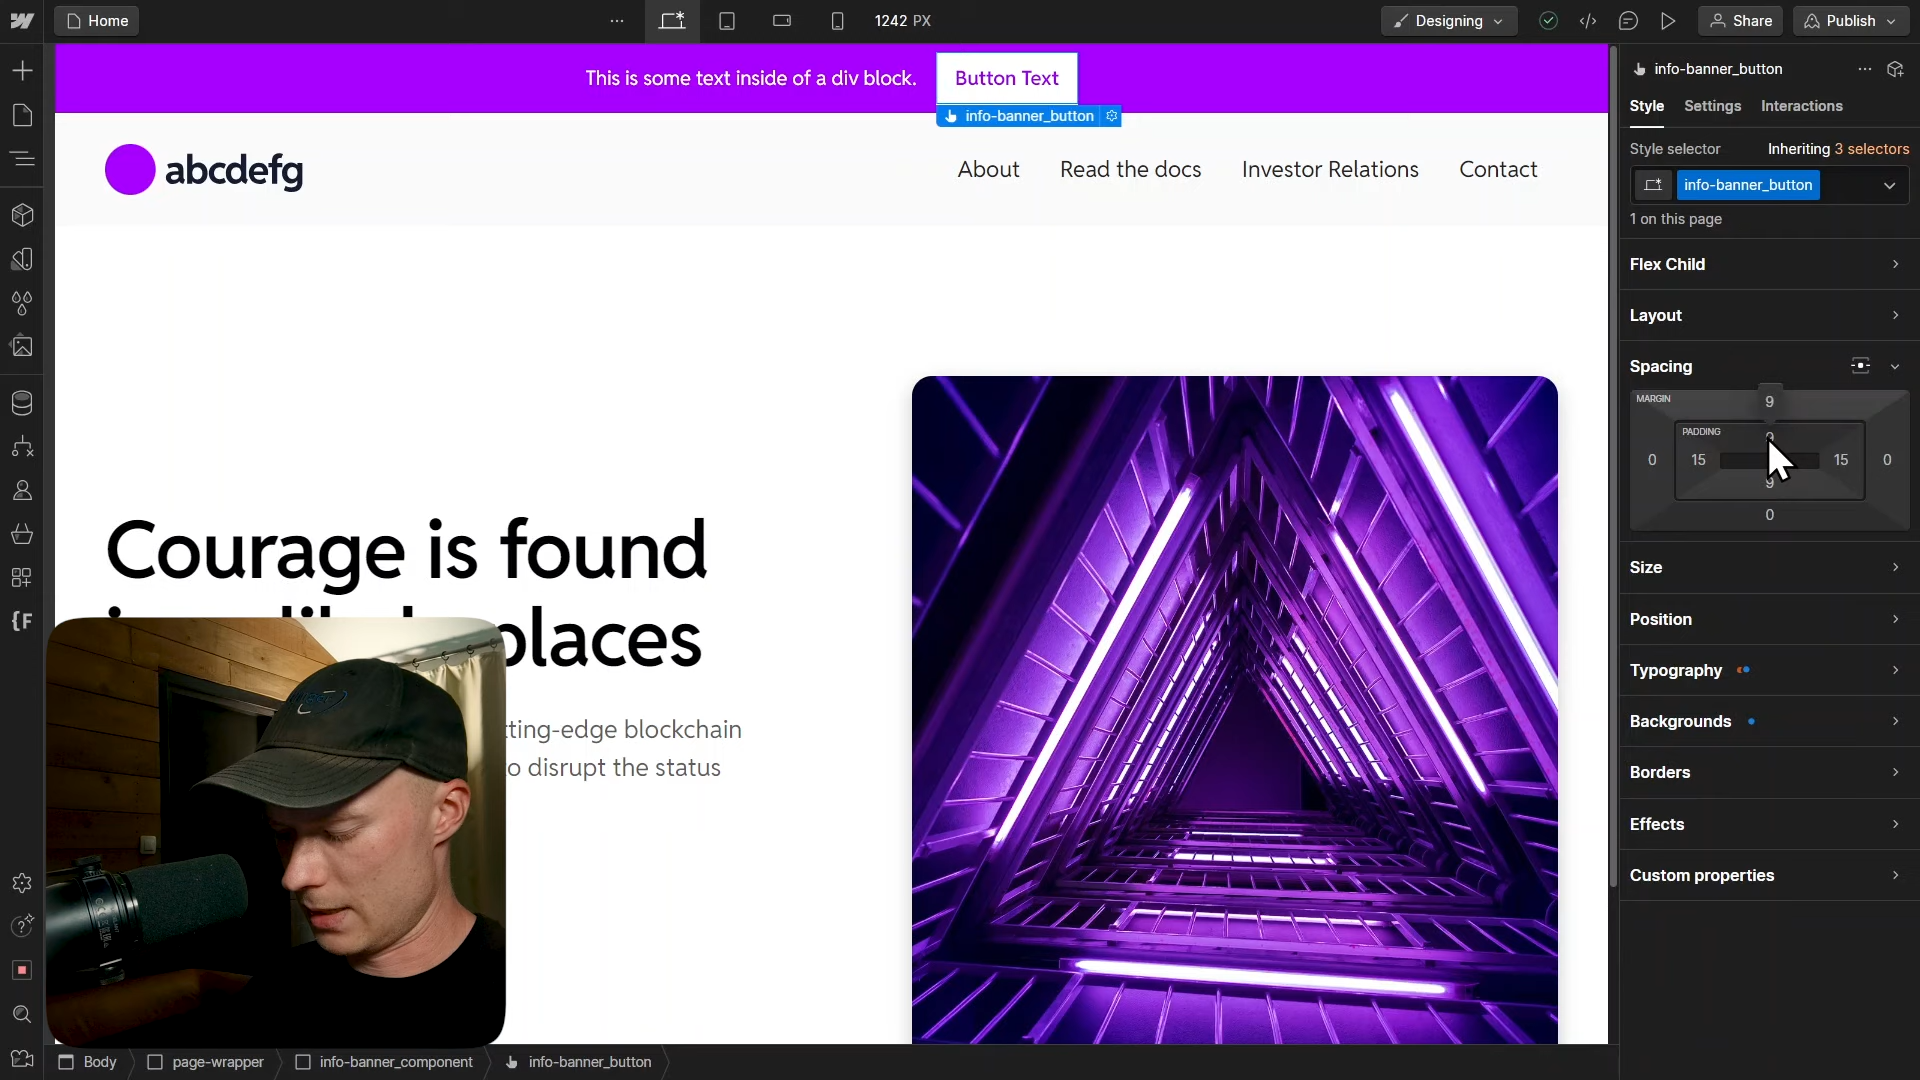 Home
1242 PX
Designing
Share
Publish
This is some text inside of a div block.
Button Text
info-banner_button
abcdefg
About
Read the docs
Investor Relations
Contact
Courage is found
places
tting-edge blockchain
to disrupt the status
info-banner_button
Style
Settings
Interactions
Style selector
Inheriting 3 selectors
info-banner_button
1 on this page
Flex Child
Layout
Spacing
MARGIN
9
PADDING
9
0
15
15
0
9
0
Size
Position
Typography
Backgrounds
Borders
Effects
Custom properties
{F
Body
page-wrapper
info-banner_component
info-banner_button